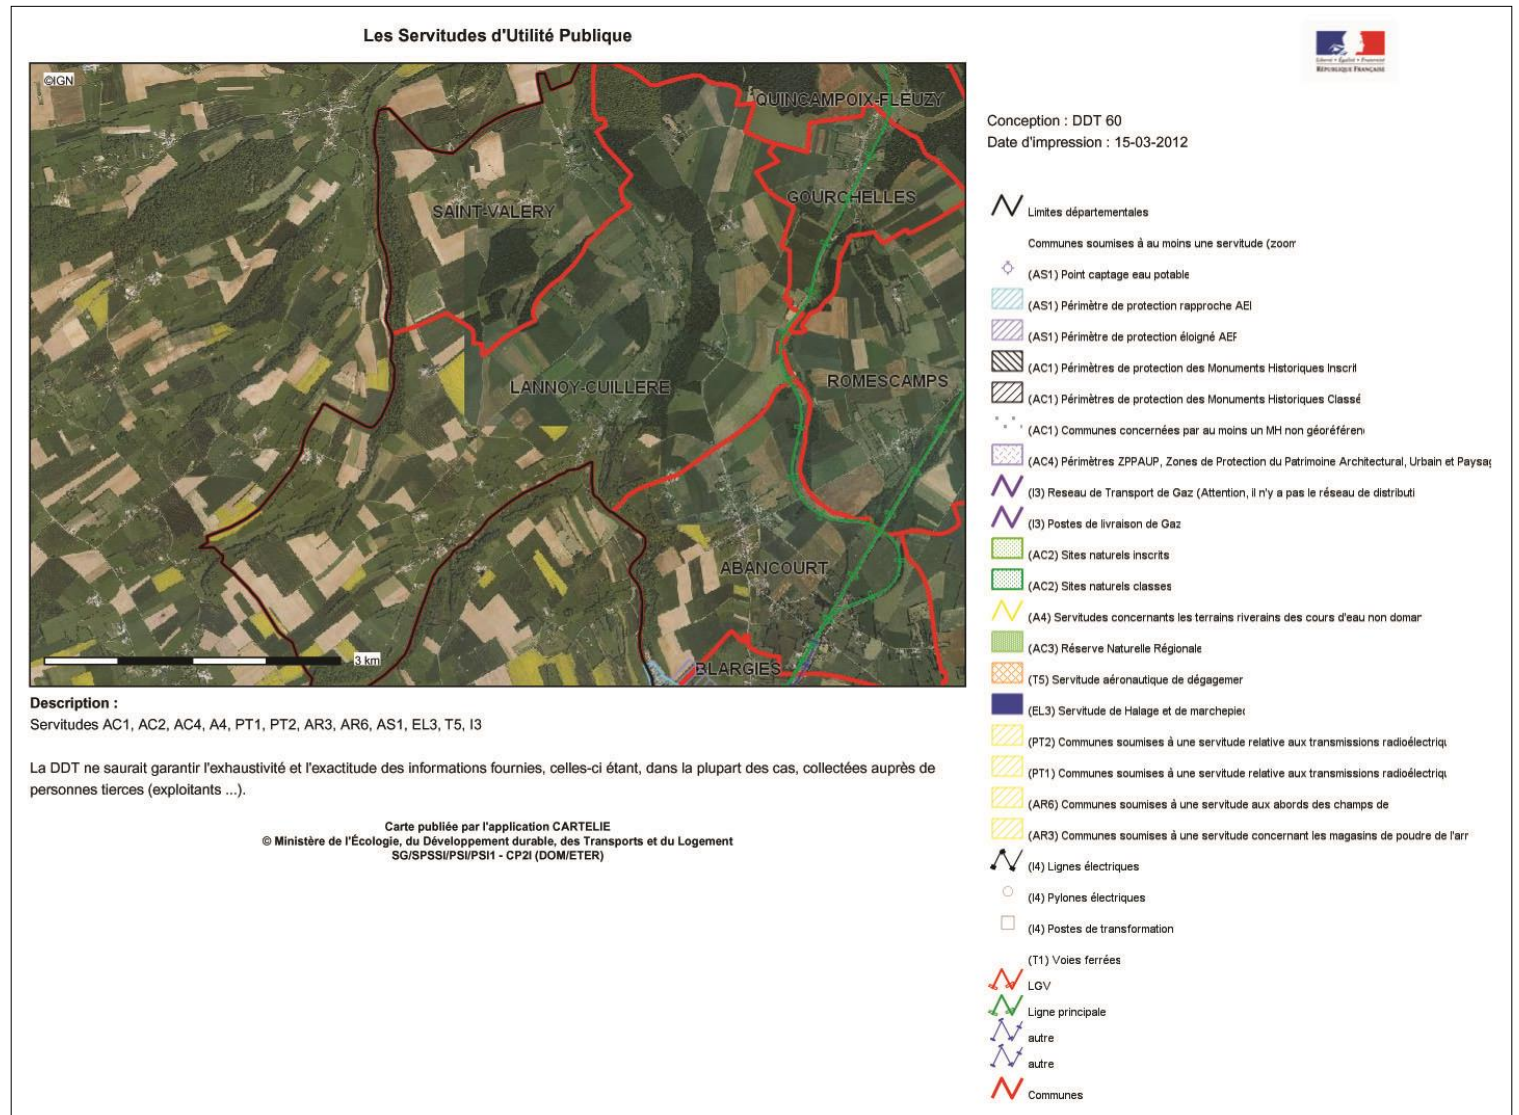 Les Servitudes d'Utilité Publique
©IGN
QUINCAMPOIX-FLEUZY
GOURCHELLES
SAINT-VALERY
LANNOY-CUILLERE
ROMESCAMPS
ABANCOURT
BLARGIES
3 km
Description :
Servitudes AC1, AC2, AC4, A4, PT1, PT2, AR3, AR6, AS1, EL3, T5, I3
La DDT ne saurait garantir l'exhaustivité et l'exactitude des informations fournies, celles-ci étant, dans la plupart des cas, collectées auprès de
personnes tierces (exploitants ...).
Carte publiée par l'application CARTELIE
© Ministère de l'Écologie, du Développement durable, des Transports et du Logement
SG/SPSSI/PSI/PSI1 - CP2I (DOM/ETER)
Liberté • Égalité • Fraternité
RÉPUBLIQUE FRANÇAISE
Conception : DDT 60
Date d'impression : 15-03-2012
Limites départementales
Communes soumises à au moins une servitude (zoom
(AS1) Point captage eau potable
(AS1) Périmètre de protection rapproche AEI
(AS1) Périmètre de protection éloigné AEF
(AC1) Périmètres de protection des Monuments Historiques Inscrit
(AC1) Périmètres de protection des Monuments Historiques Classé
(AC1) Communes concernées par au moins un MH non géoréféren
(AC4) Périmètres ZPPAUP, Zones de Protection du Patrimoine Architectural, Urbain et Paysag
(I3) Reseau de Transport de Gaz (Attention, il n'y a pas le réseau de distributi
(I3) Postes de livraison de Gaz
(AC2) Sites naturels inscrits
(AC2) Sites naturels classes
(A4) Servitudes concernants les terrains riverains des cours d'eau non domar
(AC3) Réserve Naturelle Régionale
(T5) Servitude aéronautique de dégagemer
(EL3) Servitude de Halage et de marchepied
(PT2) Communes soumises à une servitude relative aux transmissions radioélectriqu
(PT1) Communes soumises à une servitude relative aux transmissions radioélectriqu
(AR6) Communes soumises à une servitude aux abords des champs de
(AR3) Communes soumises à une servitude concernant les magasins de poudre de l'arr
(I4) Lignes électriques
(I4) Pylones électriques
(I4) Postes de transformation
(T1) Voies ferrées
LGV
Ligne principale
autre
autre
Communes